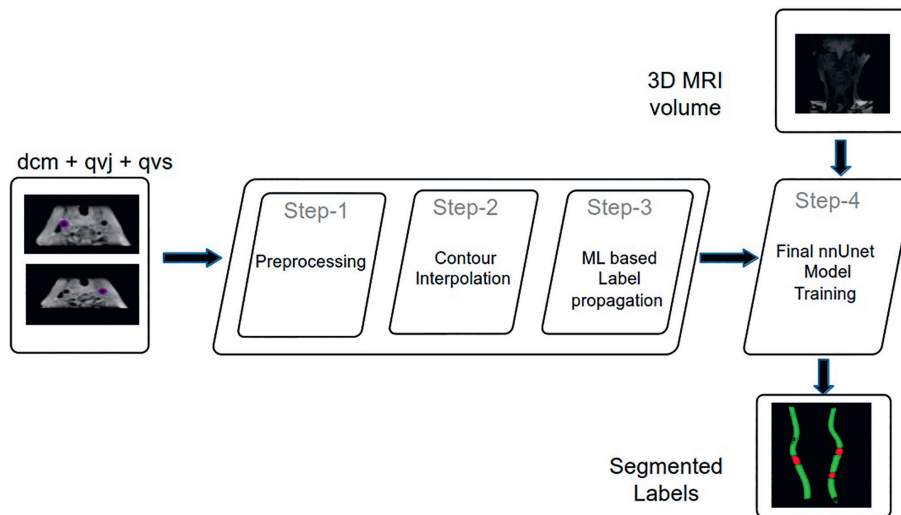 3D MRI
volume
dcm + qvj + qvs
Step-1
Preprocessing
Step-2
Contour
Interpolation
Step-3
ML based
Label
propagation
Step-4
Final nnUnet
Model
Training
Segmented
Labels